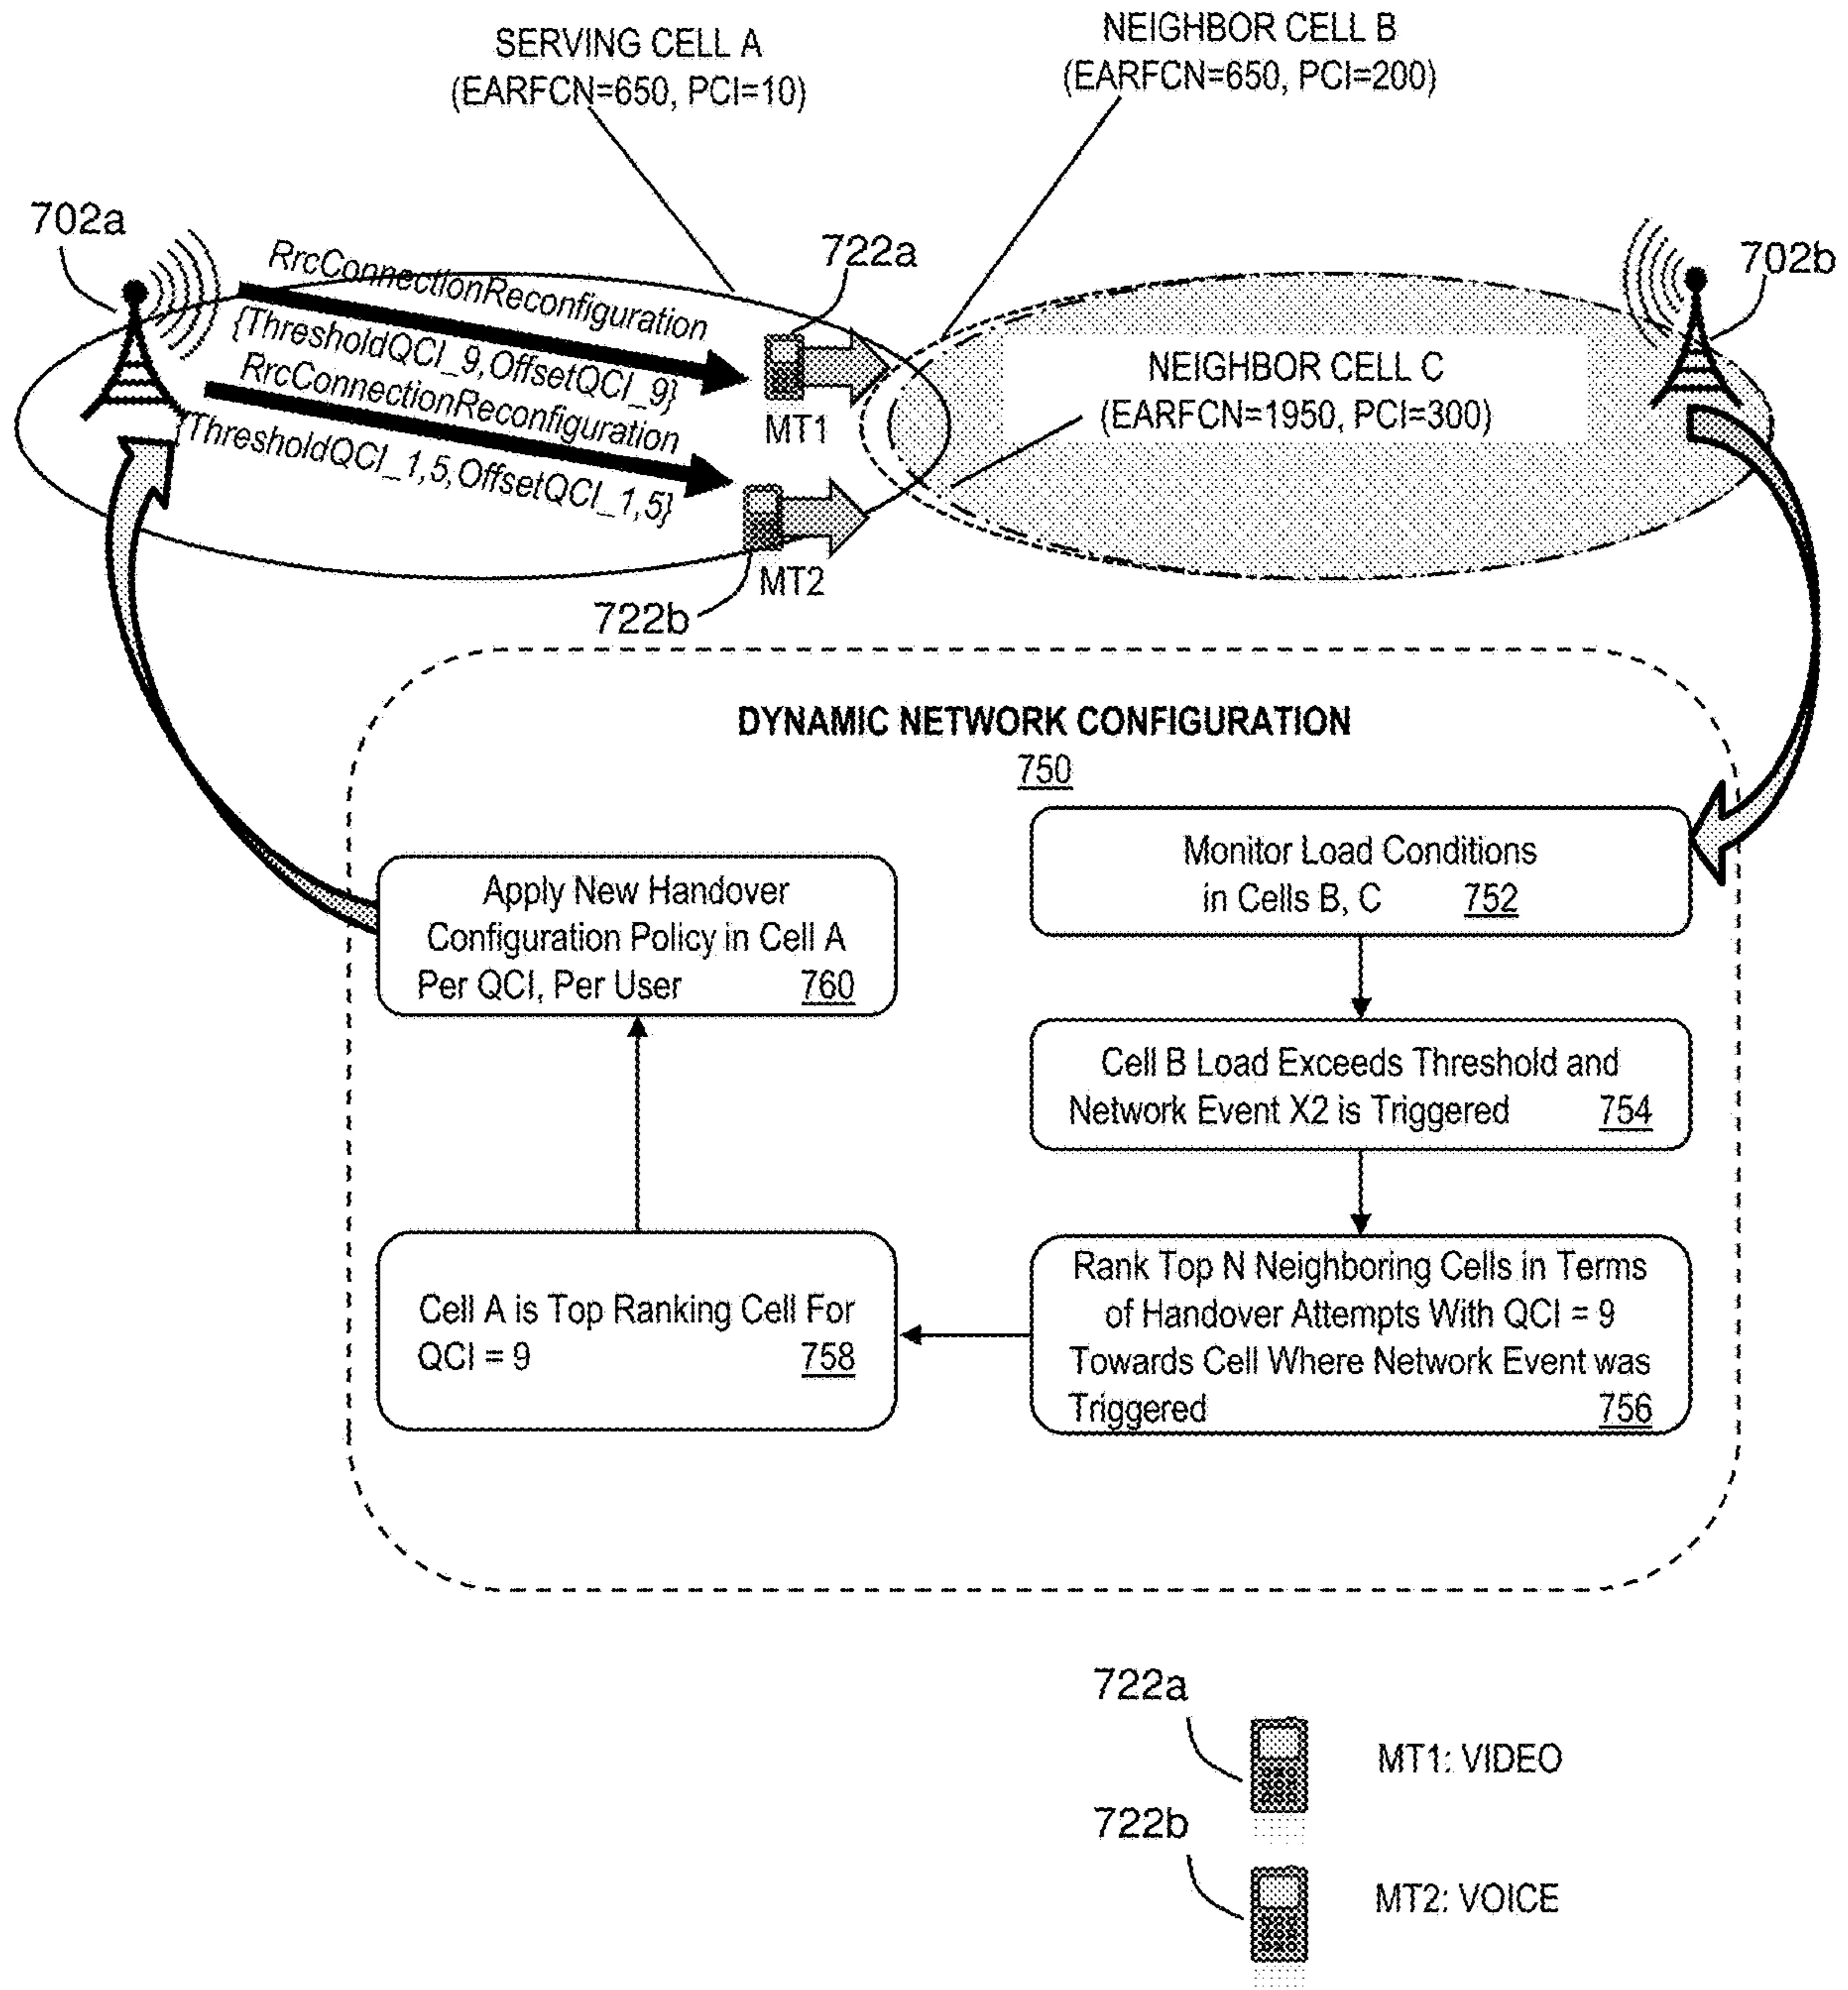 SERVING CELL A
(EARFCN=650, PCI=10)
NEIGHBOR CELL B
(EARFCN=650, PCI=200)
702a
722a
702b
RrcConnectionReconfiguration
{ThresholdQCI_9,OffsetQCI_9}
RrcConnectionReconfiguration
{ThresholdQCI_1,5,OffsetQCI_1,5}
MT1
NEIGHBOR CELL C
(EARFCN=1950, PCI=300)
MT2
722b
DYNAMIC NETWORK CONFIGURATION
750
Monitor Load Conditions
in Cells B, C 752
Apply New Handover
Configuration Policy in Cell A
Per QCI, Per User 760
Cell B Load Exceeds Threshold and
Network Event X2 is Triggered 754
Rank Top N Neighboring Cells in Terms
of Handover Attempts With QCI = 9
Towards Cell Where Network Event was
Triggered 756
Cell A is Top Ranking Cell For
QCI = 9 758
722a
MT1: VIDEO
722b
MT2: VOICE